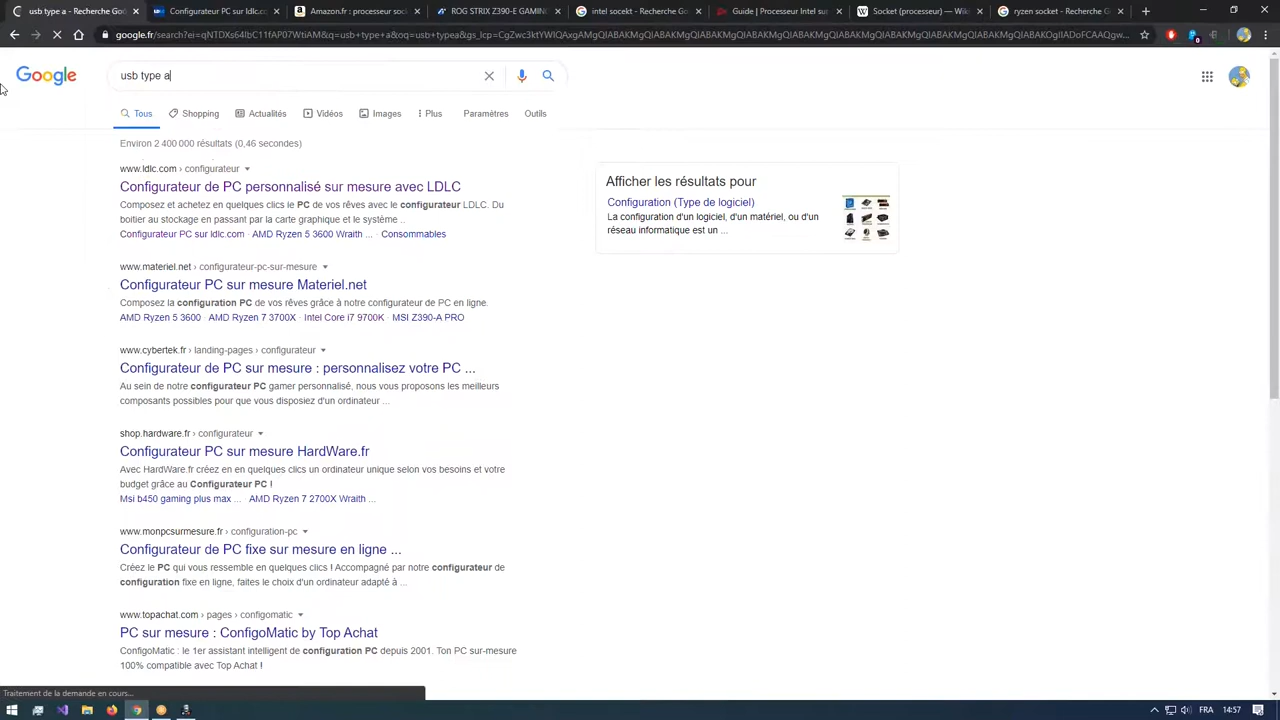 usb type a - Re
Configurateur PC sur ldlc.com
Amazon.fr : processeur soc
ROG STRIX Z390-E GAMIN
intel socekt - Recherche Go
Guide | Processeur Intel sur
Socket (processeur) — Wiki
ryzen socket - Recherche G
google.fr/search?ei=qNTDXs64IbC1fAP07WtiAM&q=usb+type+a&oq=usb+typea&gs_lcp=
Google
usb type a
Tous
Shopping
Actualités
Vidéos
Images
Plus
Paramètres
Outils
Environ 2 400 000 résultats (0,46 secondes)
www.ldlc.com › configurateur
Configurateur de PC personnalisé sur mesure avec LDLC
Composez et achetez en quelques clics le PC de vos rêves avec le configurateur LDLC. Du
boitier au stockage en passant par la carte graphique et le système ..
Configurateur PC sur ldlc.com · AMD Ryzen 5 3600 Wraith ... · Consommables
www.materiel.net › configurateur-pc-sur-mesure
Configurateur PC sur mesure Materiel.net
Composez la configuration PC de vos rêves grâce à notre configurateur de PC en ligne.
AMD Ryzen 5 3600 · AMD Ryzen 7 3700X · Intel Core i7 9700K · MSI Z390-A PRO
www.cybertek.fr › landing-pages › configurateur
Configurateur de PC sur mesure : personnalisez votre PC ...
Au sein de notre configurateur PC gamer personnalisé, nous vous proposons les meilleurs
composants possibles pour que vous disposiez d'un ordinateur ...
shop.hardware.fr › configurateur
Configurateur PC sur mesure HardWare.fr
Avec HardWare.fr créez en en quelques clics un ordinateur unique selon vos besoins et votre
budget grâce au Configurateur PC !
Msi b450 gaming plus max ... · AMD Ryzen 7 2700X Wraith ...
www.monpcsurmesure.fr › configuration-pc
Configurateur de PC fixe sur mesure en ligne ...
Créez le PC qui vous ressemble en quelques clics ! Accompagné par notre configurateur de
configuration fixe en ligne, faites le choix d'un ordinateur adapté à ...
www.topachat.com › pages › configomatic
PC sur mesure : ConfigoMatic by Top Achat
ConfigoMatic : le 1er assistant intelligent de configuration PC depuis 2001. Ton PC sur-mesure
100% compatible avec Top Achat !
Afficher les résultats pour
Configuration (Type de logiciel)
La configuration d'un logiciel, d'un matériel, ou d'un
réseau informatique est un ...
Traitement de la demande en cours...
FRA
14:57